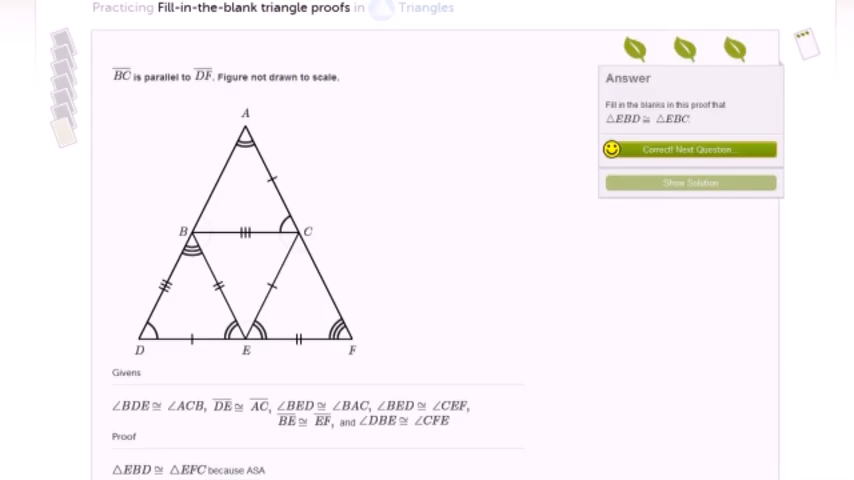 Practicing Fill-in-the-blank triangle proofs in Triangles
BC is parallel to DF. Figure not drawn to scale.
Answer
Fill in the blanks in this proof that
△EBD ≅ △EBC.
Correct! Next Question...
Show Solution
A
B
C
D
E
F
Givens
∠BDE ≅ ∠ACB, DE ≅ AC, ∠BED ≅ ∠BAC, ∠BED ≅ ∠CEF,
BE ≅ EF, and ∠DBE ≅ ∠CFE
Proof
△EBD ≅ △EFC because ASA